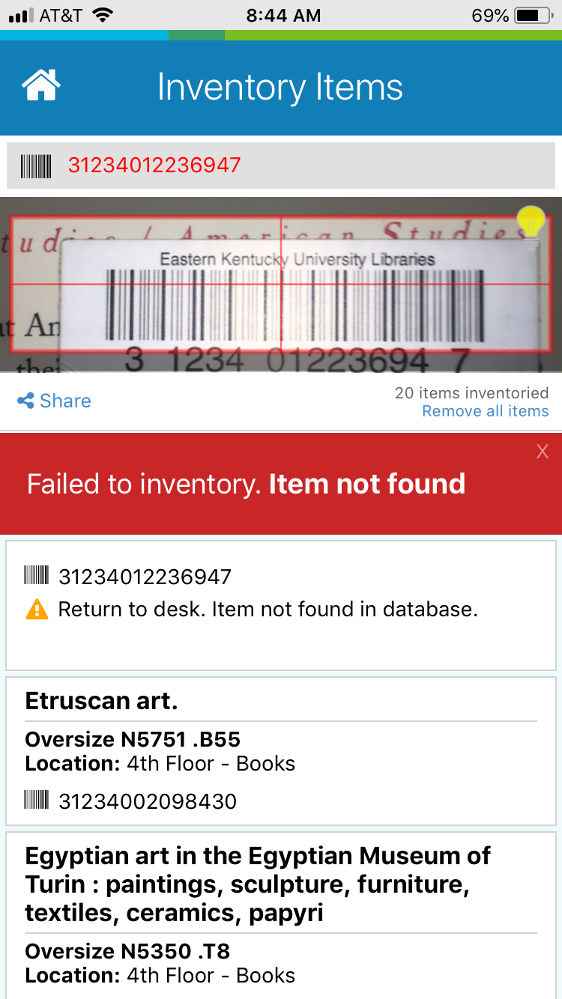 AT&T 8:44 AM 69%
Inventory Items
31234012236947
American Studies
Eastern Kentucky University Libraries
at An
3 1234 01223694 7
Share
20 items inventoried
Remove all items
X
Failed to inventory. Item not found
31234012236947
Return to desk. Item not found in database.
Etruscan art.
Oversize N5751 .B55
Location: 4th Floor - Books
31234002098430
Egyptian art in the Egyptian Museum of
Turin : paintings, sculpture, furniture,
textiles, ceramics, papyri
Oversize N5350 .T8
Location: 4th Floor - Books